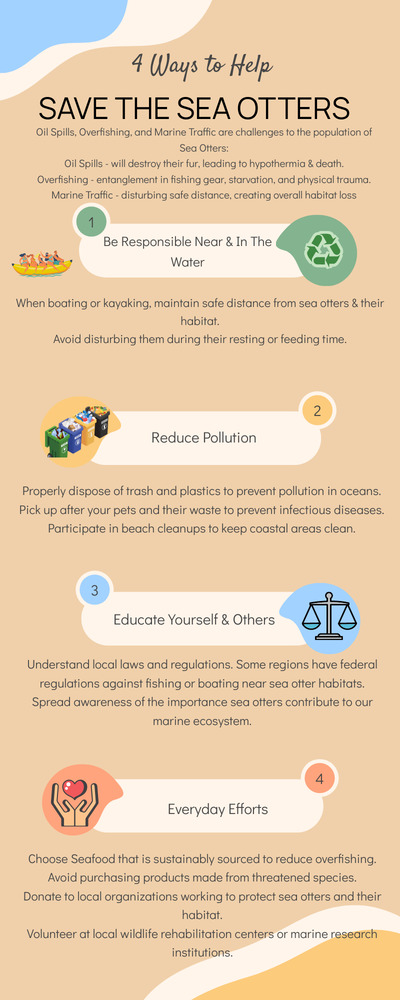 4 Ways to Help
SAVE THE SEA OTTERS
Oil Spills, Overfishing, and Marine Traffic are challenges to the population of
Sea Otters:
Oil Spills - will destroy their fur, leading to hypothermia & death.
Overfishing - entanglement in fishing gear, starvation, and physical trauma.
Marine Traffic - disturbing safe distance, creating overall habitat loss
1
Be Responsible Near & In The
Water
When boating or kayaking, maintain safe distance from sea otters & their
habitat.
Avoid disturbing them during their resting or feeding time.
2
Reduce Pollution
Properly dispose of trash and plastics to prevent pollution in oceans.
Pick up after your pets and their waste to prevent infectious diseases.
Participate in beach cleanups to keep coastal areas clean.
3
Educate Yourself & Others
Understand local laws and regulations. Some regions have federal
regulations against fishing or boating near sea otter habitats.
Spread awareness of the importance sea otters contribute to our
marine ecosystem.
4
Everyday Efforts
Choose Seafood that is sustainably sourced to reduce overfishing.
Avoid purchasing products made from threatened species.
Donate to local organizations working to protect sea otters and their
habitat.
Volunteer at local wildlife rehabilitation centers or marine research
institutions.